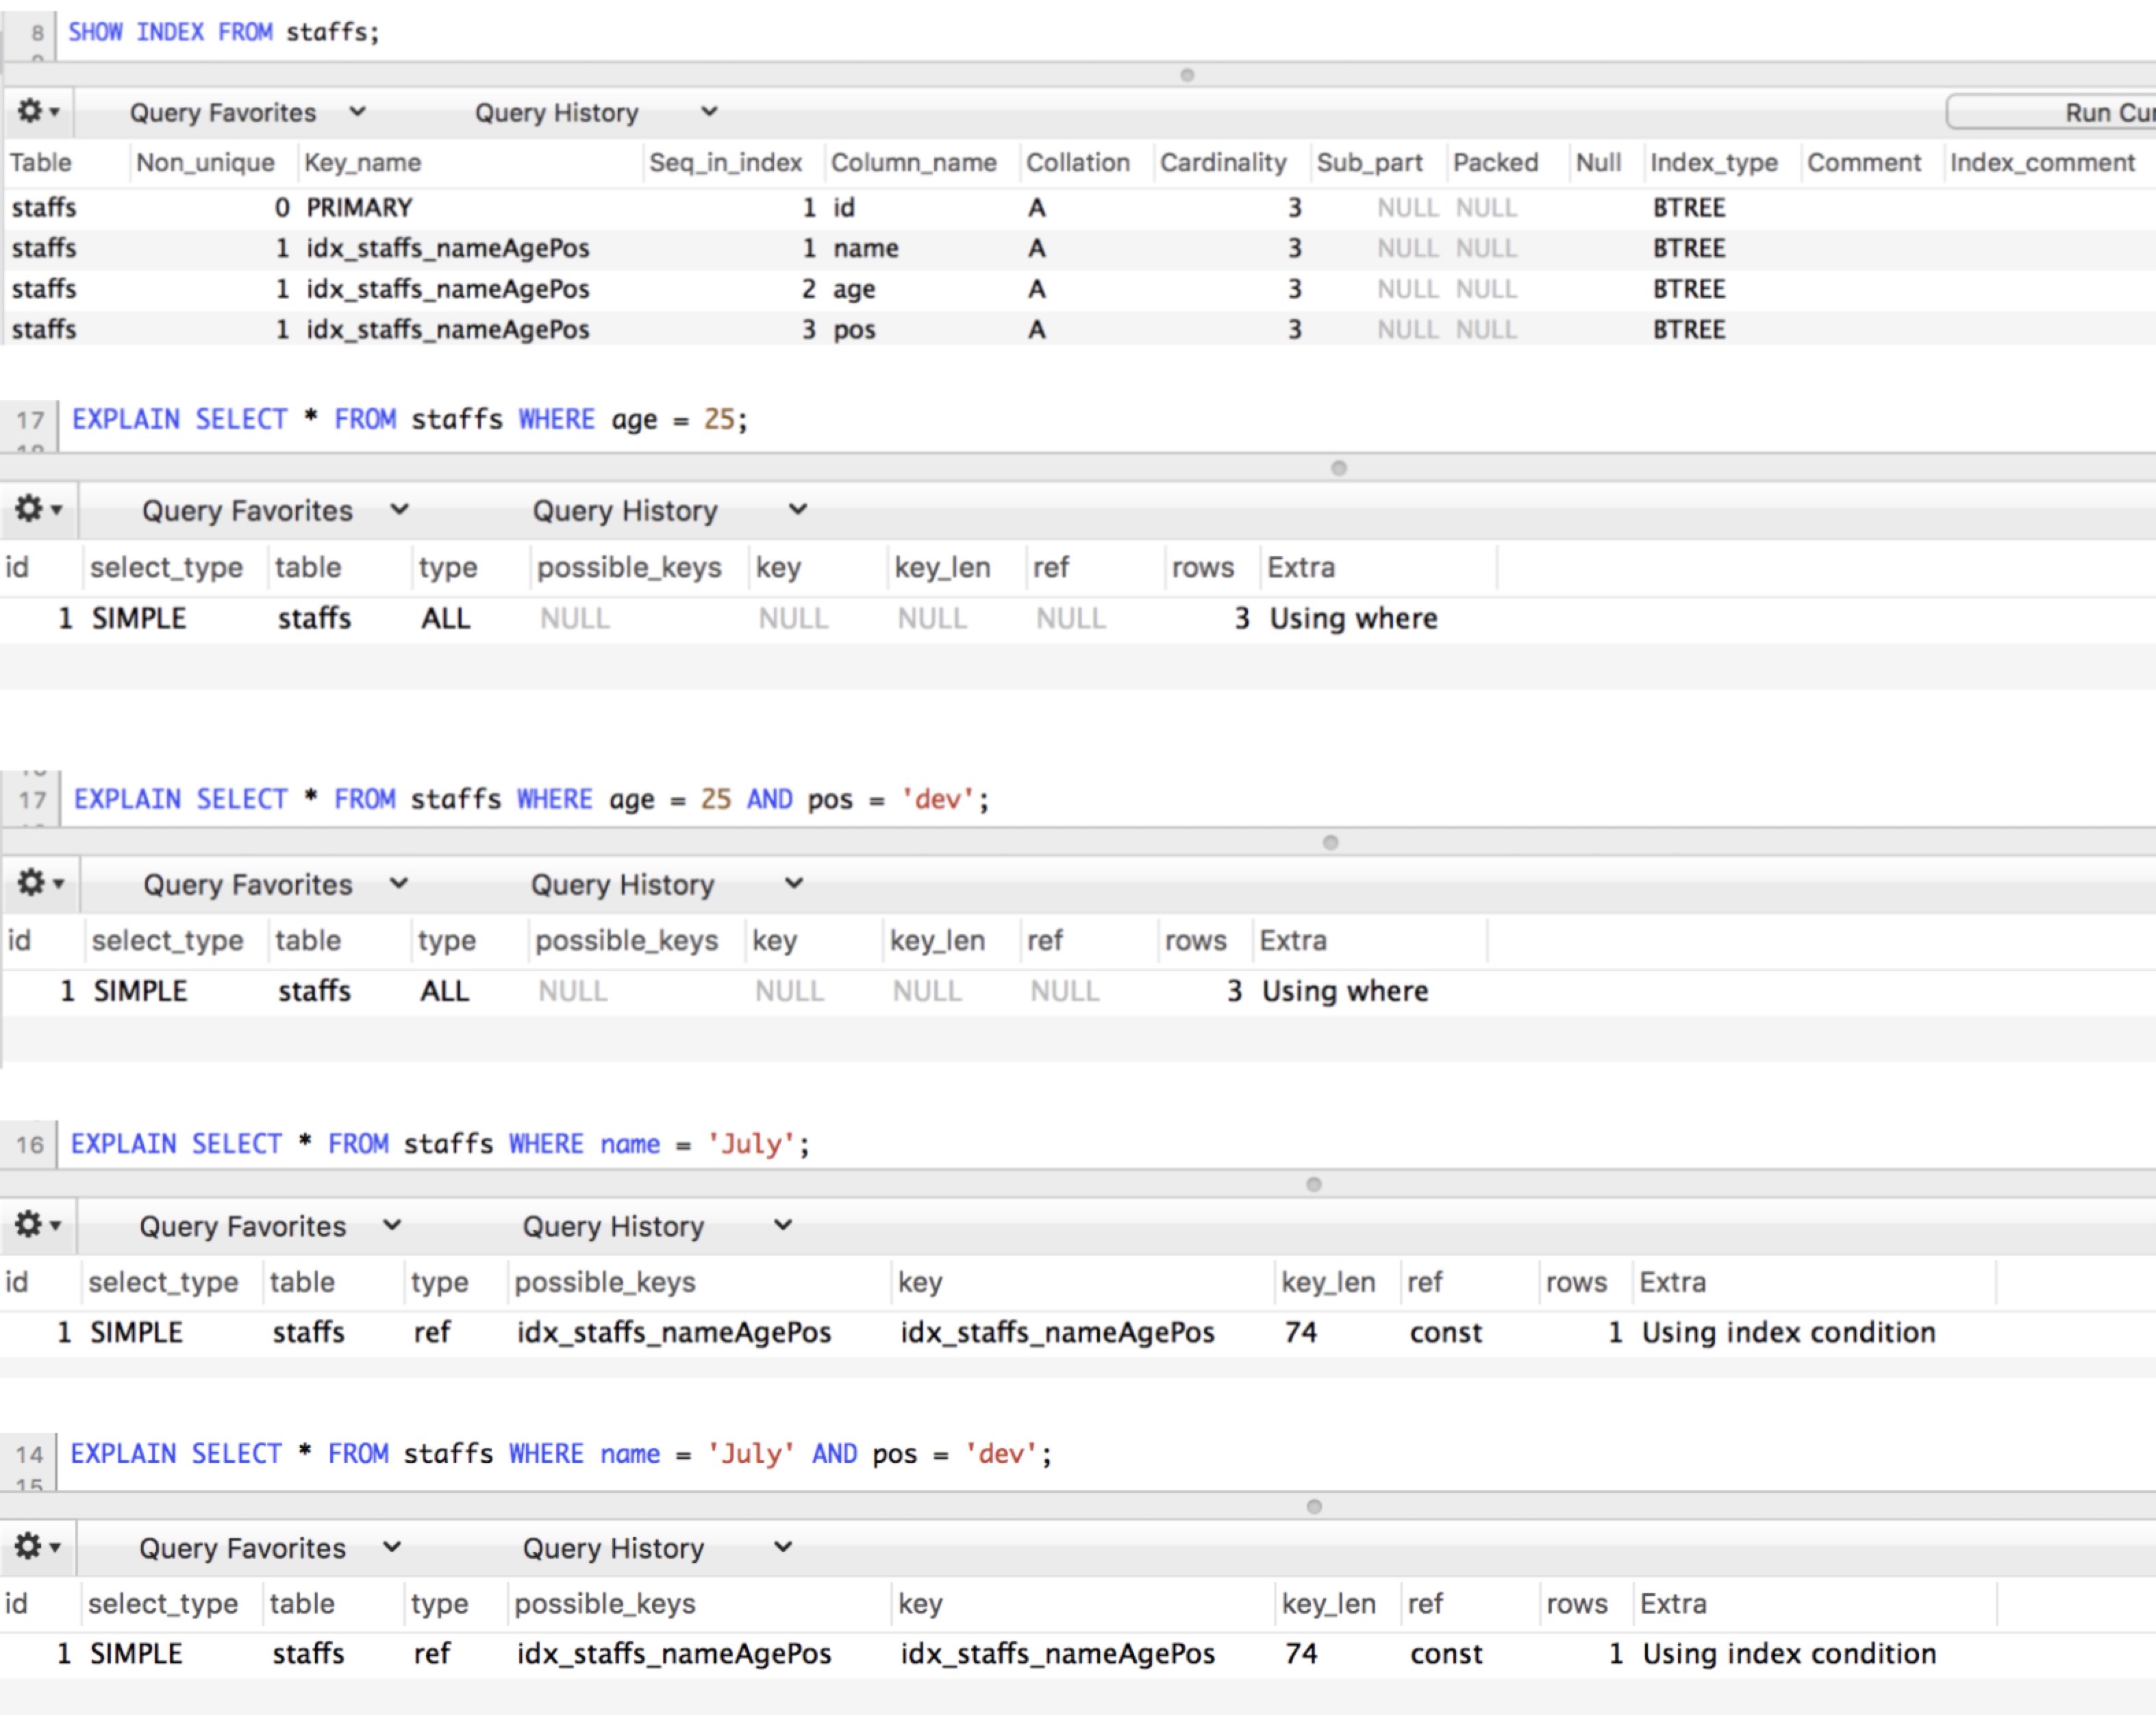 8 SHOW INDEX FROM staffs;
Query Favorites Query History Run Cur
Table Non_unique Key_name Seq_in_index Column_name Collation Cardinality Sub_part Packed Null Index_type Comment Index_comment
staffs 0 PRIMARY 1 id A 3 NULL NULL BTREE
staffs 1 idx_staffs_nameAgePos 1 name A 3 NULL NULL BTREE
staffs 1 idx_staffs_nameAgePos 2 age A 3 NULL NULL BTREE
staffs 1 idx_staffs_nameAgePos 3 pos A 3 NULL NULL BTREE
17 EXPLAIN SELECT * FROM staffs WHERE age = 25;
Query Favorites Query History
id select_type table type possible_keys key key_len ref rows Extra
1 SIMPLE staffs ALL NULL NULL NULL NULL 3 Using where
17 EXPLAIN SELECT * FROM staffs WHERE age = 25 AND pos = 'dev';
Query Favorites Query History
id select_type table type possible_keys key key_len ref rows Extra
1 SIMPLE staffs ALL NULL NULL NULL NULL 3 Using where
16 EXPLAIN SELECT * FROM staffs WHERE name = 'July';
Query Favorites Query History
id select_type table type possible_keys key key_len ref rows Extra
1 SIMPLE staffs ref idx_staffs_nameAgePos idx_staffs_nameAgePos 74 const 1 Using index condition
14 EXPLAIN SELECT * FROM staffs WHERE name = 'July' AND pos = 'dev';
15
Query Favorites Query History
id select_type table type possible_keys key key_len ref rows Extra
1 SIMPLE staffs ref idx_staffs_nameAgePos idx_staffs_nameAgePos 74 const 1 Using index condition